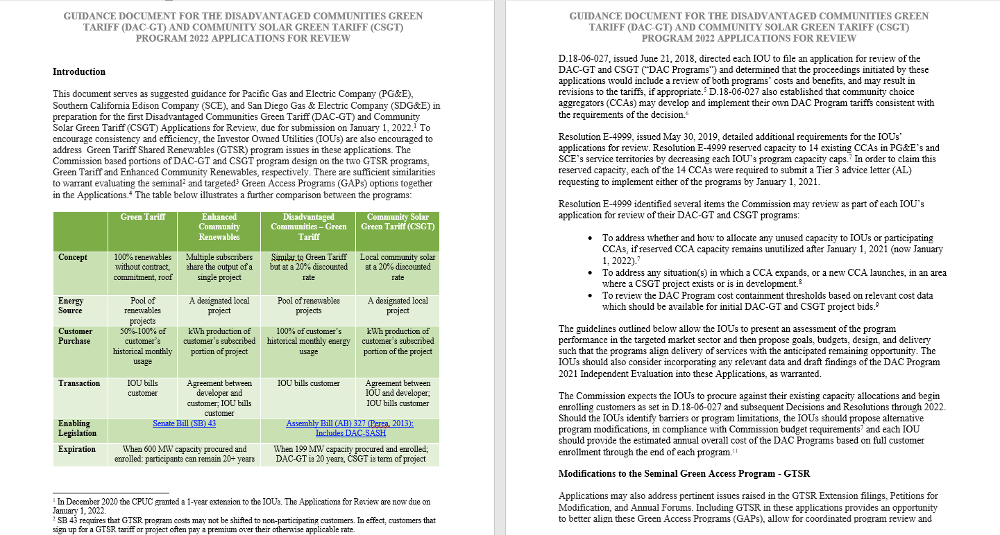 GUIDANCE DOCUMENT FOR THE DISADVANTAGED COMMUNITIES GREEN
TARIFF (DAC-GT) AND COMMUNITY SOLAR GREEN TARIFF (CSGT)
PROGRAM 2022 APPLICATIONS FOR REVIEW
Introduction
This document serves as suggested guidance for Pacific Gas and Electric Company (PG&E),
Southern California Edison Company (SCE), and San Diego Gas & Electric Company (SDG&E) in
preparation for the first Disadvantaged Communities Green Tariff (DAC-GT) and Community
Solar Green Tariff (CSGT) Applications for Review, due for submission on January 1, 2022.¹ To
encourage consistency and efficiency, the Investor Owned Utilities (IOUs) are also encouraged to
address  Green Tariff Shared Renewables (GTSR) program issues in these applications. The
Commission based portions of DAC-GT and CSGT program design on the two GTSR programs,
Green Tariff and Enhanced Community Renewables, respectively. There are sufficient similarities
to warrant evaluating the seminal² and targeted³ Green Access Programs (GAPs) options together
in the Applications.⁴ The table below illustrates a further comparison between the programs:
Green Tariff
Enhanced
Community
Renewables
Disadvantaged
Communities – Green
Tariff
Community Solar
Green Tariff (CSGT)
Concept
100% renewables
without contract,
commitment, roof
Multiple subscribers
share the output of a
single project
Similar to Green Tariff
but at a 20% discounted
rate
Local community solar
at a 20% discounted
rate
Energy
Source
Pool of
renewables
projects
A designated local
project
Pool of renewables
projects
A designated local
project
Customer
Purchase
50%-100% of
customer's
historical monthly
usage
kWh production of
customer's subscribed
portion of project
100% of customer's
historical monthly energy
usage
kWh production of
customer's subscribed
portion of the project
Transaction
IOU bills
customer
Agreement between
developer and
customer; IOU bills
customer
IOU bills customer
Agreement between
IOU and developer;
IOU bills customer
Enabling
Legislation
Senate Bill (SB) 43
Assembly Bill (AB) 327 (Perea, 2013);
Includes DAC-SASH
Expiration
When 600 MW capacity procured and
enrolled: participants can remain 20+ years
When 199 MW capacity procured and enrolled;
DAC-GT is 20 years, CSGT is term of project
¹ In December 2020 the CPUC granted a 1-year extension to the IOUs. The Applications for Review are now due on
January 1, 2022.
² SB 43 requires that GTSR program costs may not be shifted to non-participating customers. In effect, customers that
sign up for a GTSR tariff or project often pay a premium over their otherwise applicable rate.
GUIDANCE DOCUMENT FOR THE DISADVANTAGED COMMUNITIES GREEN
TARIFF (DAC-GT) AND COMMUNITY SOLAR GREEN TARIFF (CSGT)
PROGRAM 2022 APPLICATIONS FOR REVIEW
D.18-06-027, issued June 21, 2018, directed each IOU to file an application for review of the
DAC-GT and CSGT (“DAC Programs”) and determined that the proceedings initiated by these
applications would include a review of both programs' costs and benefits, and may result in
revisions to the tariffs, if appropriate.⁵ D.18-06-027 also established that community choice
aggregators (CCAs) may develop and implement their own DAC Program tariffs consistent with
the requirements of the decision.⁶
Resolution E-4999, issued May 30, 2019, detailed additional requirements for the IOUs'
applications for review. Resolution E-4999 reserved capacity to 14 existing CCAs in PG&E's and
SCE's service territories by decreasing each IOU's program capacity caps.⁷ In order to claim this
reserved capacity, each of the 14 CCAs were required to submit a Tier 3 advice letter (AL)
requesting to implement either of the programs by January 1, 2021.
Resolution E-4999 identified several items the Commission may review as part of each IOU's
application for review of their DAC-GT and CSGT programs:
• To address whether and how to allocate any unused capacity to IOUs or participating
CCAs, if reserved CCA capacity remains unutilized after January 1, 2021 (now January
1, 2022).⁷
• To address any situation(s) in which a CCA expands, or a new CCA launches, in an area
where a CSGT project exists or is in development.⁸
• To review the DAC Program cost containment thresholds based on relevant cost data
which should be available for initial DAC-GT and CSGT project bids.⁹
The guidelines outlined below allow the IOUs to present an assessment of the program
performance in the targeted market sector and then propose goals, budgets, design, and delivery
such that the programs align delivery of services with the anticipated remaining opportunity. The
IOUs should also consider incorporating any relevant data and draft findings of the DAC Program
2021 Independent Evaluation into these Applications, as warranted.
The Commission expects the IOUs to procure against their existing capacity allocations and begin
enrolling customers as set in D.18-06-027 and subsequent Decisions and Resolutions through 2022.
Should the IOUs identify barriers or program limitations, the IOUs should propose alternative
program modifications, in compliance with Commission budget requirements⁷ and each IOU
should provide the estimated annual overall cost of the DAC Programs based on full customer
enrollment through the end of each program.¹¹
Modifications to the Seminal Green Access Program - GTSR
Applications may also address pertinent issues raised in the GTSR Extension filings, Petitions for
Modification, and Annual Forums. Including GTSR in these applications provides an opportunity
to better align these Green Access Programs (GAPs), allow for coordinated program review and